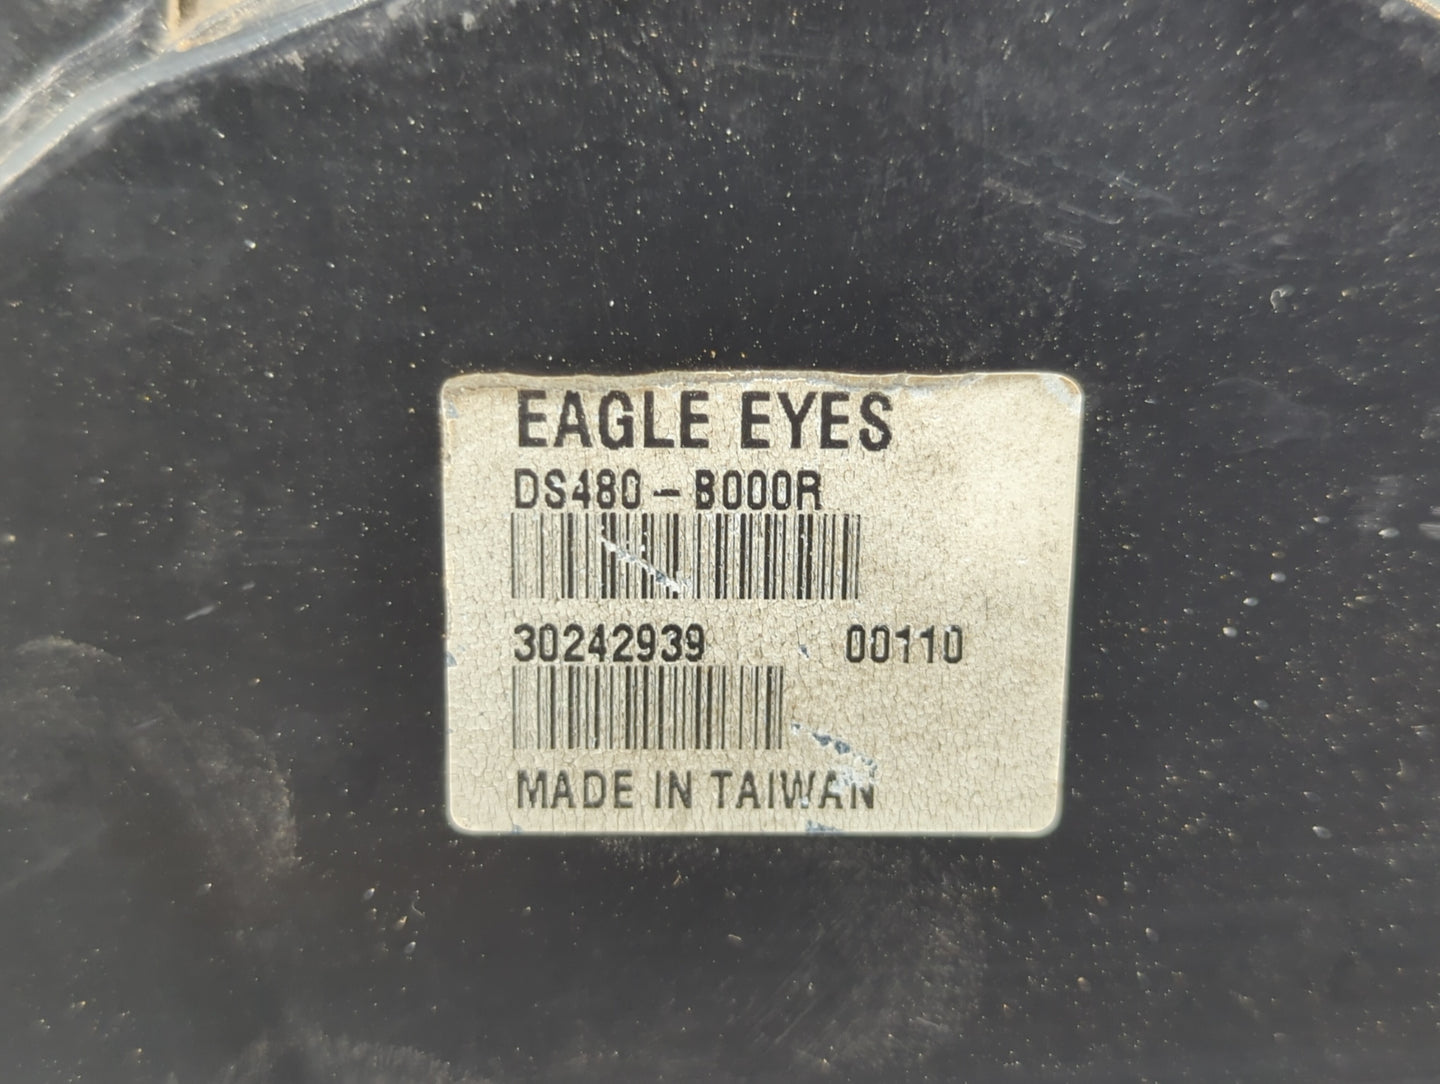 EAGLE EYES
DS480-B000R
30242939 00110
MADE IN TAIWAN